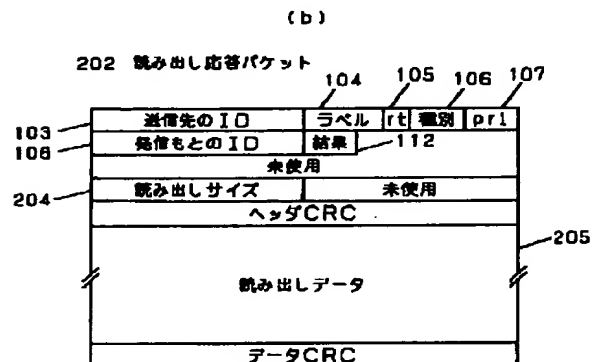 (b)
202 読み出し応答パケット
104 105 106 107
103 送信先のID ラベル rt 種別 pri
108 発信もとのID 結果 112
未使用
204 読み出しサイズ 未使用
ヘッダCRC
205
読み出しデータ
データCRC